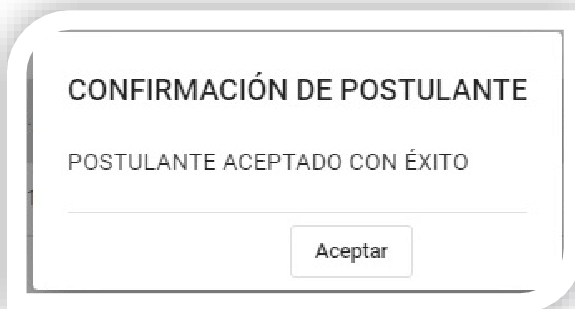 CONFIRMACIÓN DE POSTULANTE
POSTULANTE ACEPTADO CON ÉXITO
Aceptar